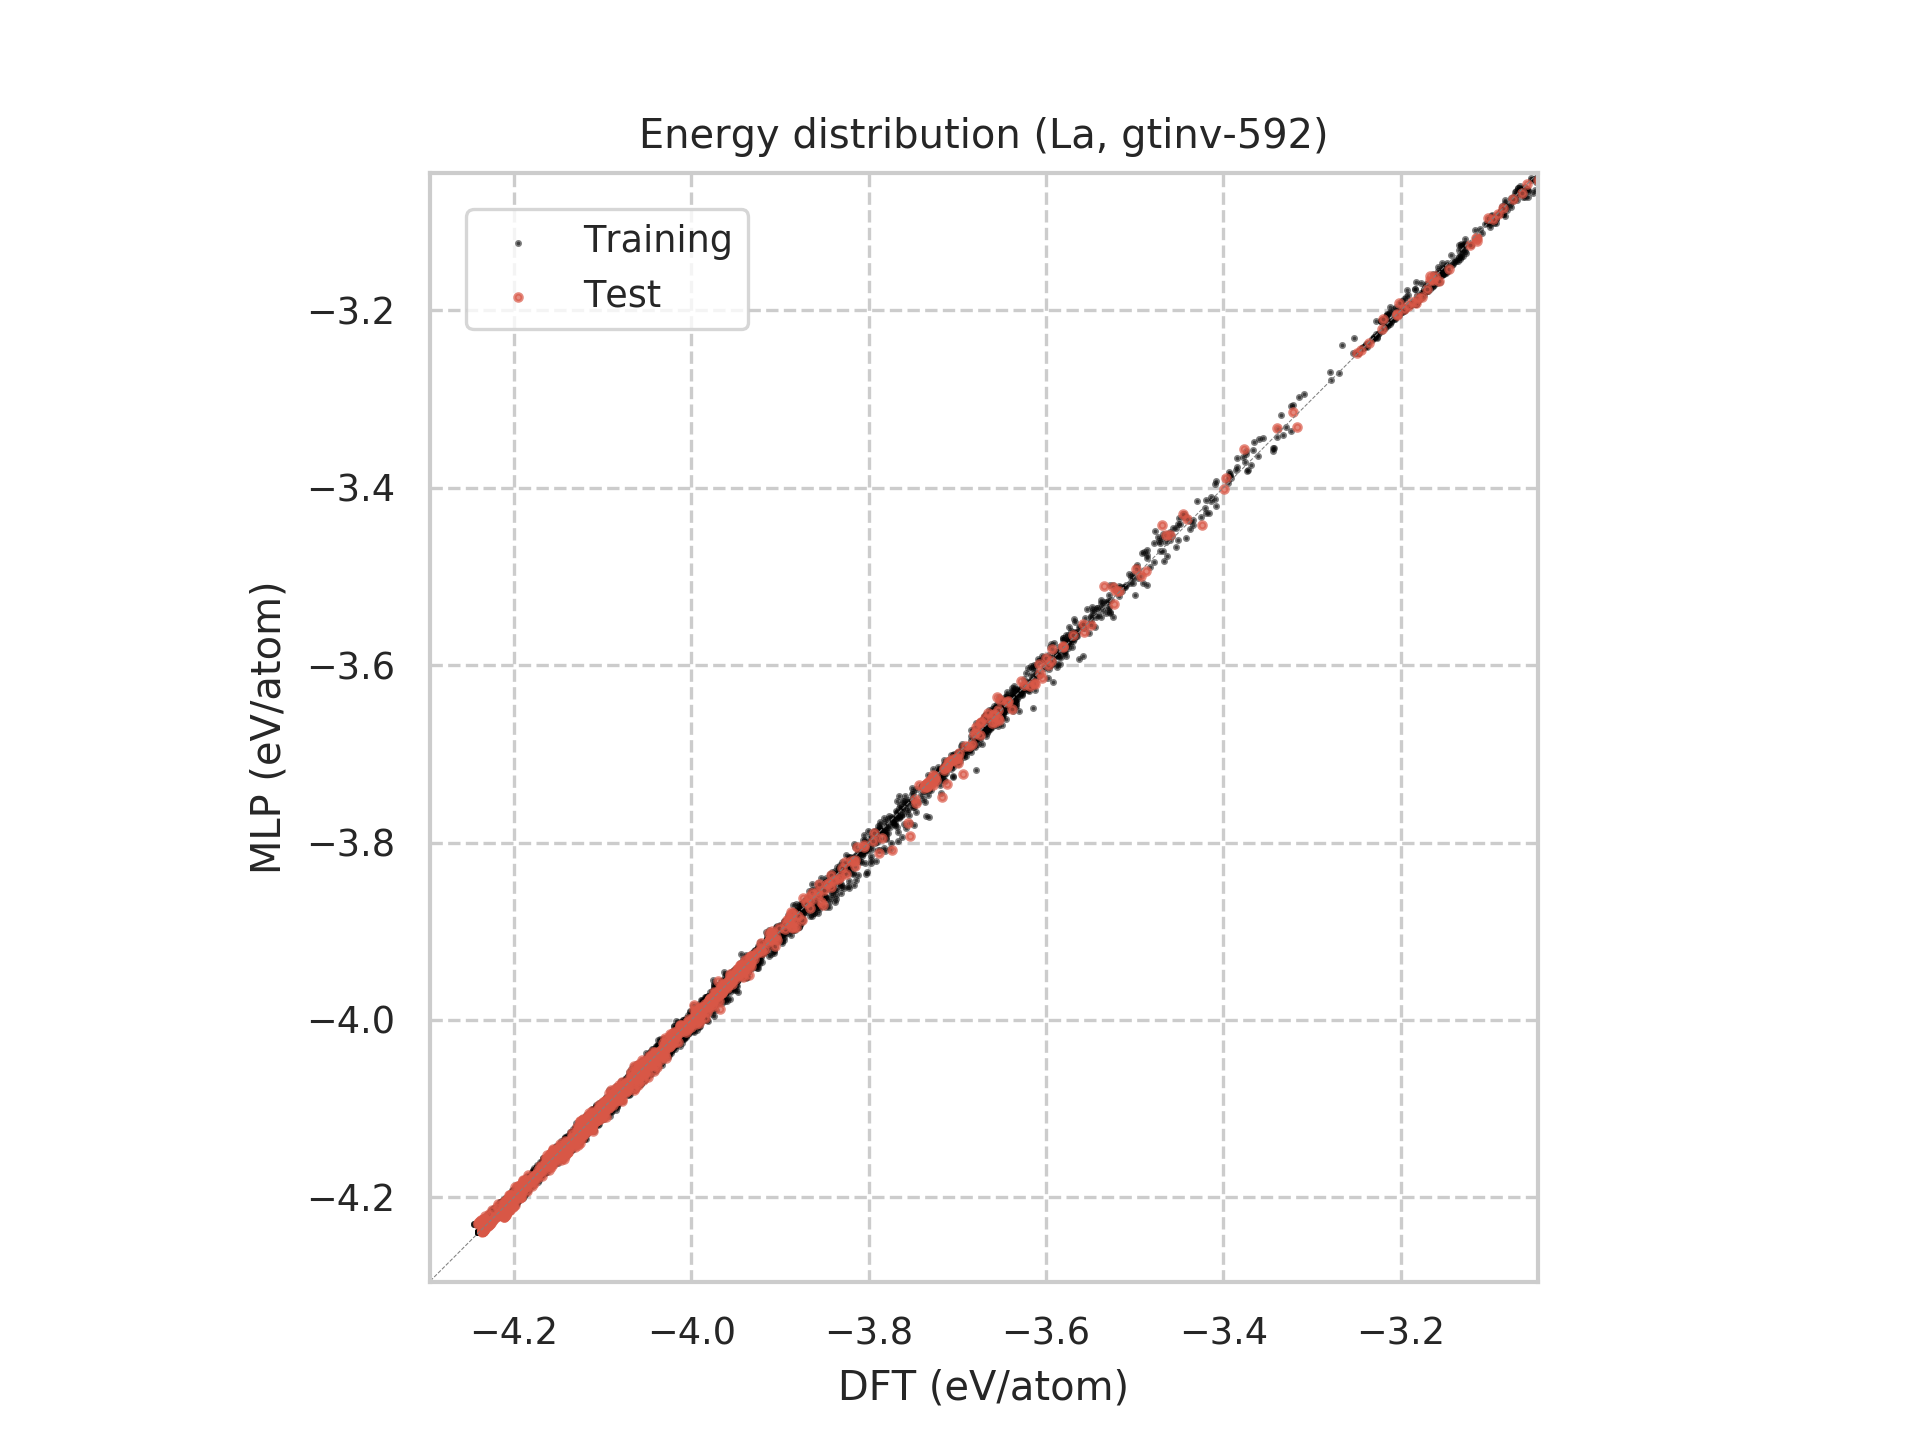 Energy distribution (La, gtinv-592)
Training
Test
−3.2
−3.4
−3.6
−3.8
−4.0
−4.2
MLP (eV/atom)
−4.2 −4.0 −3.8 −3.6 −3.4 −3.2
DFT (eV/atom)